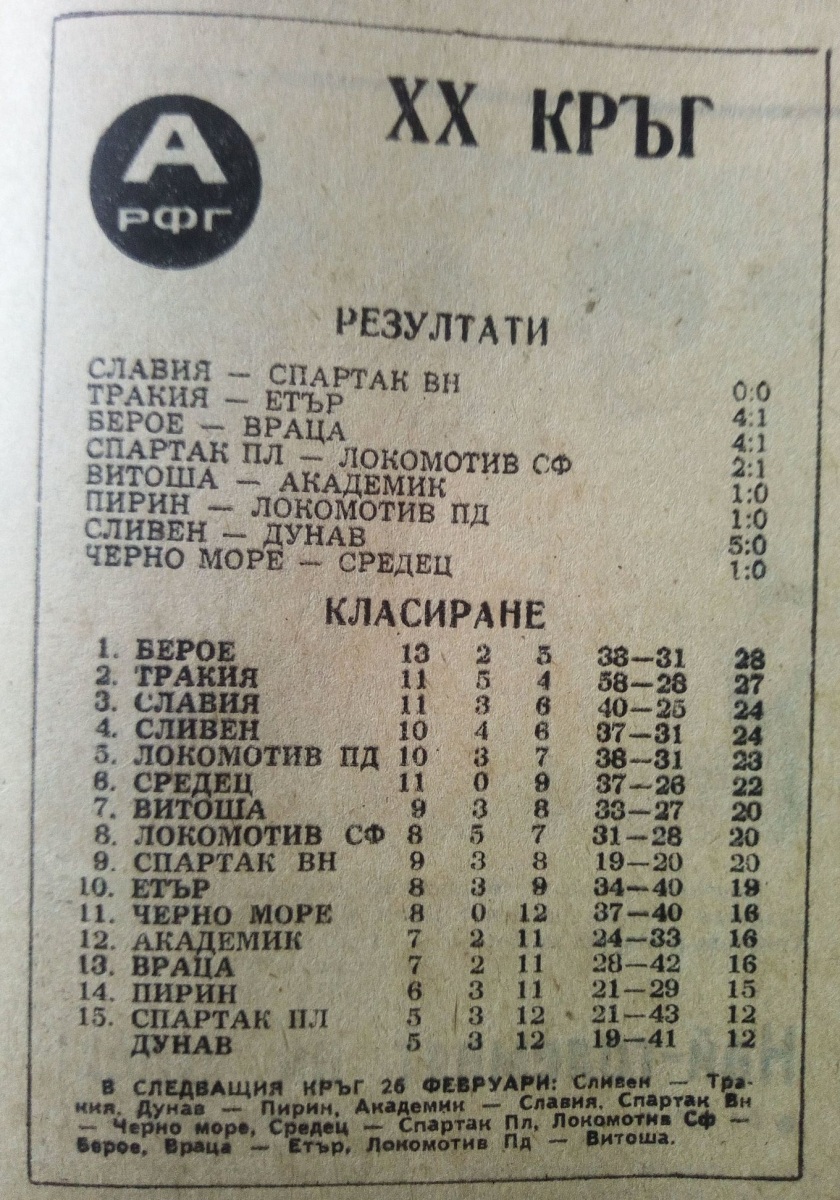 А
РФГ
XX КРЪГ
РЕЗУЛТАТИ
СЛАВИЯ — СПАРТАК ВН 0:0
ТРАКИЯ — ЕТЪР 4:1
БЕРОЕ — ВРАЦА 4:1
СПАРТАК ПЛ — ЛОКОМОТИВ СФ 2:1
ВИТОША — АКАДЕМИК 1:0
ПИРИН — ЛОКОМОТИВ ПД 1:0
СЛИВЕН — ДУНАВ 5:0
ЧЕРНО МОРЕ — СРЕДЕЦ 1:0
КЛАСИРАНЕ
1. БЕРОЕ 13 2 5 38—31 28
2. ТРАКИЯ 11 5 4 58—28 27
3. СЛАВИЯ 11 3 6 40—25 24
4. СЛИВЕН 10 4 6 37—31 24
5. ЛОКОМОТИВ ПД 10 3 7 38—31 23
6. СРЕДЕЦ 11 0 9 37—26 22
7. ВИТОША 9 3 8 33—27 20
8. ЛОКОМОТИВ СФ 8 5 7 31—28 20
9. СПАРТАК ВН 9 3 8 19—20 20
10. ЕТЪР 8 3 9 34—40 19
11. ЧЕРНО МОРЕ 8 0 12 37—40 16
12. АКАДЕМИК 7 2 11 24—33 16
13. ВРАЦА 7 2 11 28—42 16
14. ПИРИН 6 3 11 21—29 15
15. СПАРТАК ПЛ 5 3 12 21—43 12
ДУНАВ 5 3 12 19—41 12
В СЛЕДВАЩИЯ КРЪГ 26 ФЕВРУАРИ: Сливен — Тра-
кия, Дунав — Пирин, Академик — Славия, Спартак Вн
— Черно море, Средец — Спартак Пл, Локомотив Сф —
Берое, Враца — Етър, Локомотив Пд — Витоша.